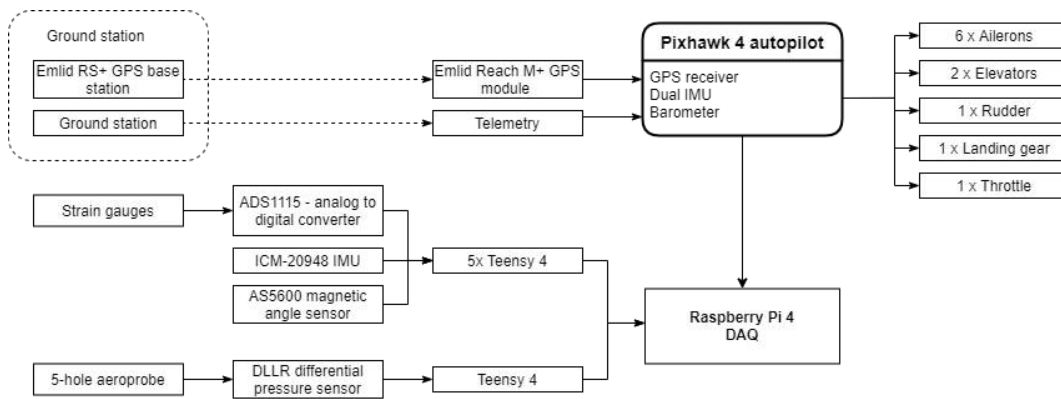 Ground station
Emlid RS+ GPS base
station
Ground station
Emlid Reach M+ GPS
module
Telemetry
Pixhawk 4 autopilot
GPS receiver
Dual IMU
Barometer
6 x Ailerons
2 x Elevators
1 x Rudder
1 x Landing gear
1 x Throttle
Strain gauges
ADS1115 - analog to
digital converter
ICM-20948 IMU
AS5600 magnetic
angle sensor
5x Teensy 4
Raspberry Pi 4
DAQ
5-hole aeroprobe
DLLR differential
pressure sensor
Teensy 4